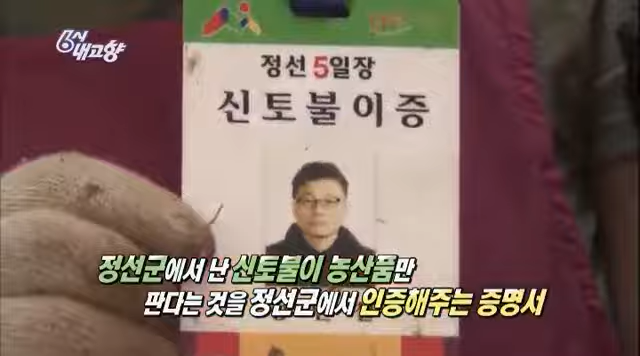 6시
내고향
정선 5일장
신토불이증
정선군에서 난 신토불이 농산품만
판다는 것을 정선군에서 인증해주는 증명서